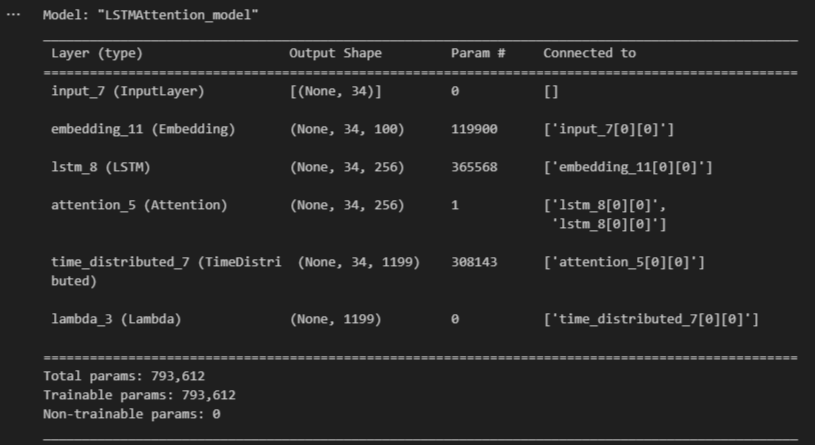 ... Model: "LSTMAttention_model"
Layer (type) Output Shape Param # Connected to
input_7 (InputLayer) [(None, 34)] 0 []
embedding_11 (Embedding) (None, 34, 100) 119900 ['input_7[0][0]']
lstm_8 (LSTM) (None, 34, 256) 365568 ['embedding_11[0][0]']
attention_5 (Attention) (None, 34, 256) 1 ['lstm_8[0][0]',
'lstm_8[0][0]']
time_distributed_7 (TimeDistri (None, 34, 1199) 308143 ['attention_5[0][0]']
buted)
lambda_3 (Lambda) (None, 1199) 0 ['time_distributed_7[0][0]']
Total params: 793,612
Trainable params: 793,612
Non-trainable params: 0